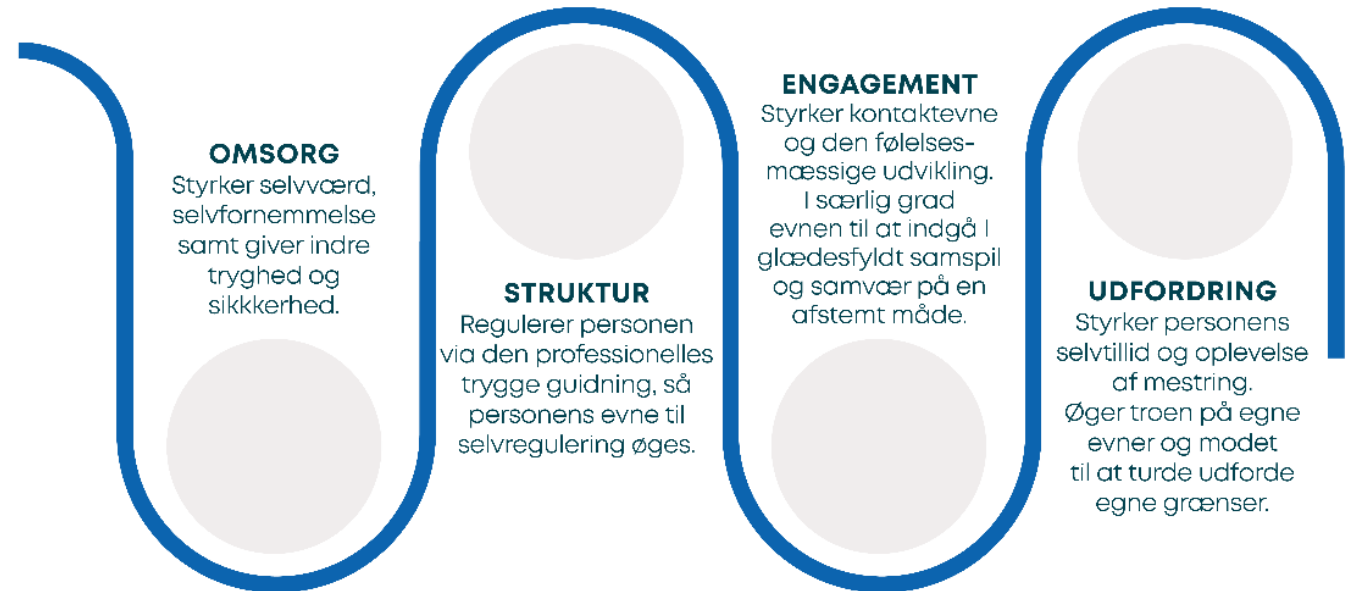 OMSORG
Styrker selvværd,
selvfornemmelse
samt giver indre
tryghed og
sikkkerhed.
STRUKTUR
Regulerer personen
via den professionelles
trygge guidning, så
personens evne til
selvregulering øges.
ENGAGEMENT
Styrker kontaktevne
og den følelses-
mæssige udvikling.
I særlig grad
evnen til at indgå I
glædesfyldt samspil
og samvær på en
afstemt måde.
UDFORDRING
Styrker personens
selvtillid og oplevelse
af mestring.
Øger troen på egne
evner og modet
til at turde udforde
egne grænser.